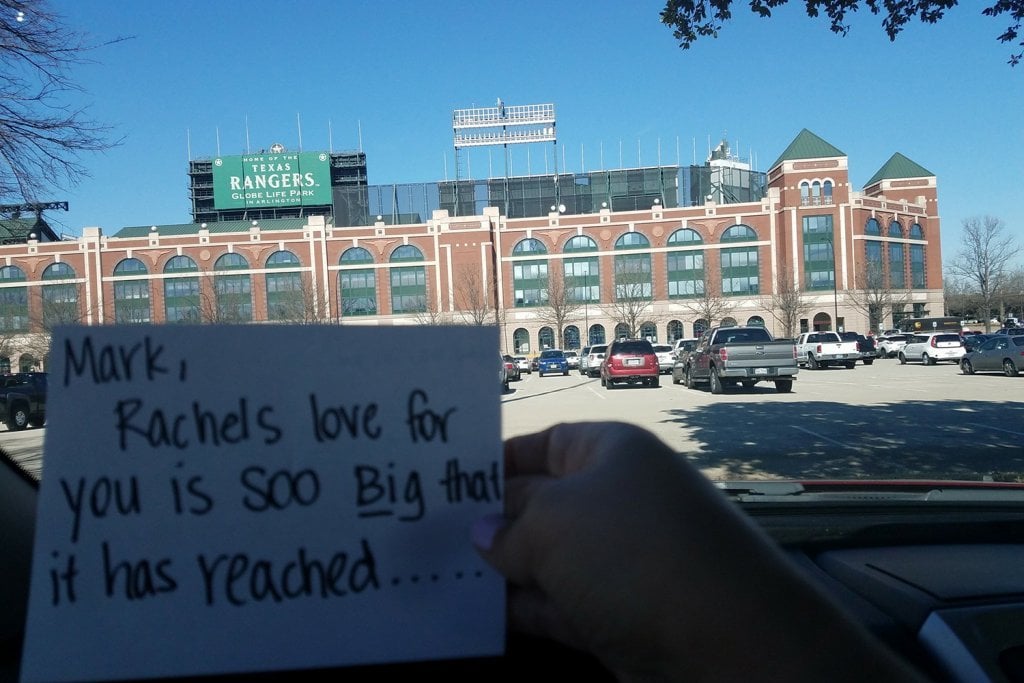 HOME OF THE
TEXAS
RANGERS
GLOBE LIFE PARK
IN ARLINGTON
Mark,
Rachels love for
you is soo Big that
it has reached.....